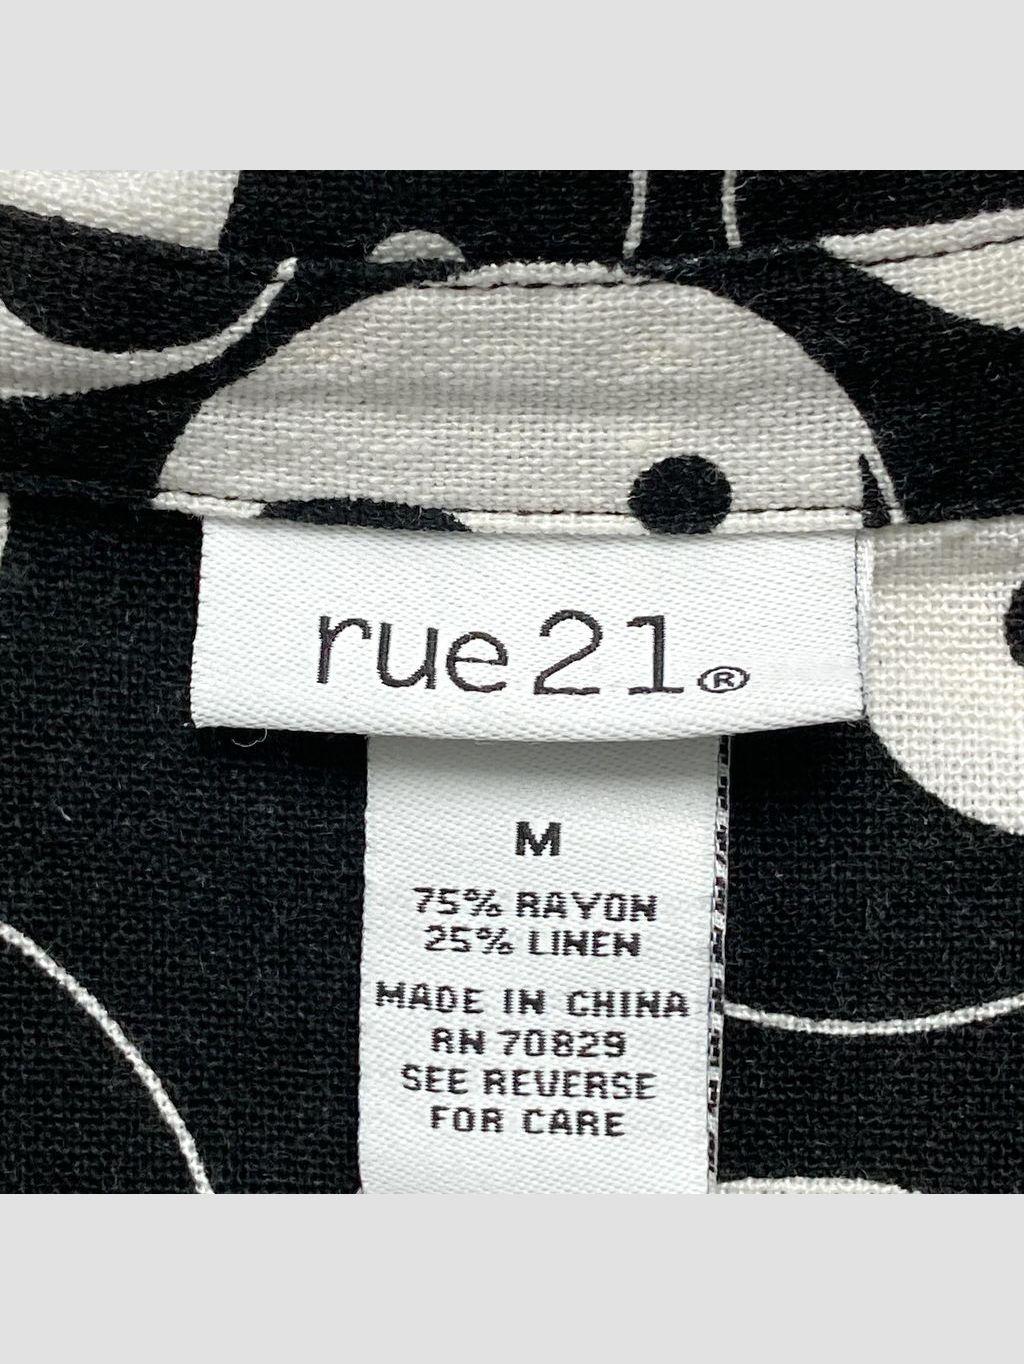 rue21®
M
75% RAYON
25% LINEN
MADE IN CHINA
RN 70829
SEE REVERSE
FOR CARE